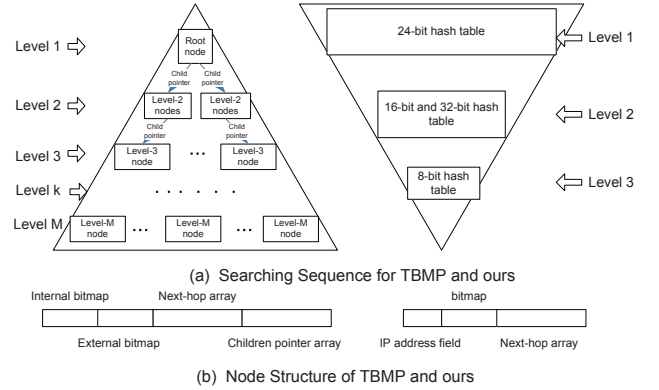 Level 1
Root
node
24-bit hash table
Level 1
Child
pointer
Child
pointer
Level 2
Level-2
nodes
Level-2
nodes
16-bit and 32-bit hash
table
Level 2
Child
pointer
Child
pointer
Level 3
Level-3
node
...
Level-3
node
8-bit hash
table
Level 3
Level k
. . . . . .
Level M
Level-M
node
...
Level-M
node
...
Level-M
node
(a) Searching Sequence for TBMP and ours
Internal bitmap
Next-hop array
bitmap
External bitmap
Children pointer array
IP address field
Next-hop array
(b) Node Structure of TBMP and ours